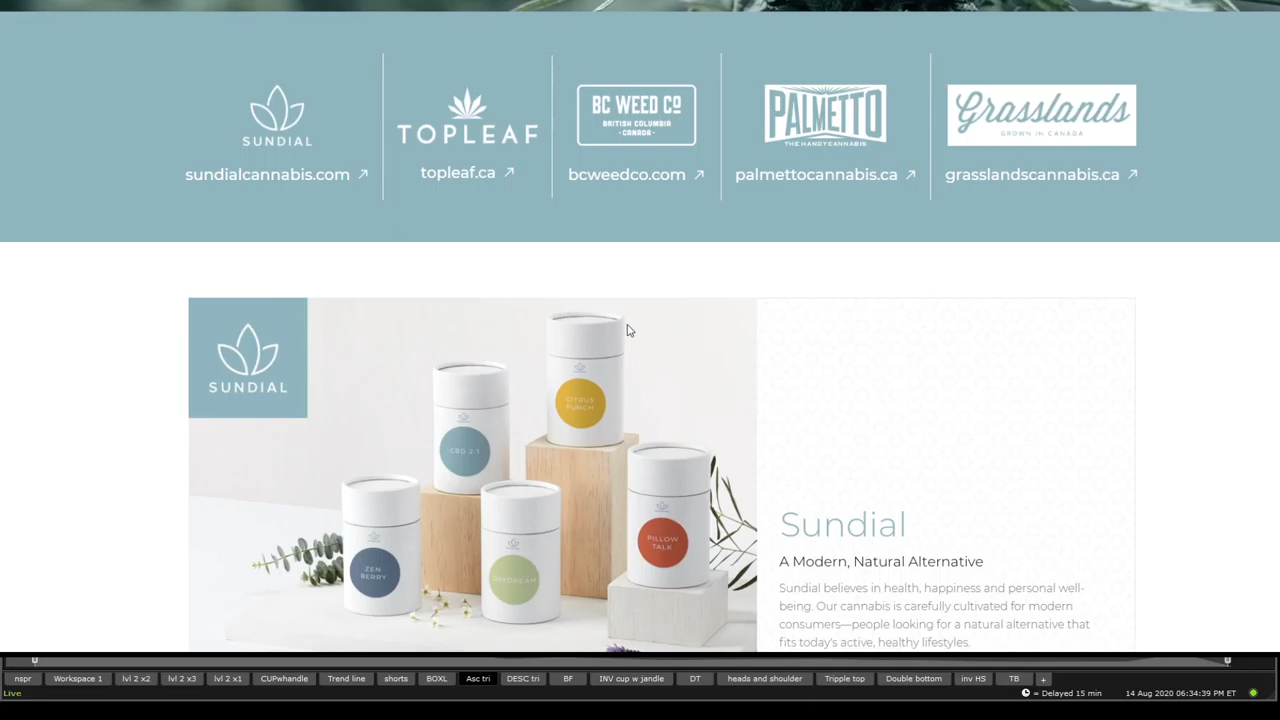 SUNDIAL
TOPLEAF
BC WEED CO
BRITISH COLUMBIA
· CANADA ·
PALMETTO
THE HANDY CANNABIS
Grasslands
GROWN IN CANADA
sundialcannabis.com
topleaf.ca
bcweedco.com
palmettocannabis.ca
grasslandscannabis.ca
SUNDIAL
CITRUS
PUNCH
CBD 2:1
PILLOW
TALK
ZEN
BERRY
DAYDREAM
Sundial
A Modern, Natural Alternative
Sundial believes in health, happiness and personal well-
being. Our cannabis is carefully cultivated for modern
consumers—people looking for a natural alternative that
fits today's active, healthy lifestyles.
nspr Workspace 1 lvl 2 x2 lvl 2 x3 lvl 2 x1 CUPwhandle Trend line shorts BOXL Asc tri DESC tri BF INV cup w jandle DT heads and shoulder Tripple top Double bottom inv HS TB +
Live = Delayed 15 min 14 Aug 2020 06:34:39 PM ET